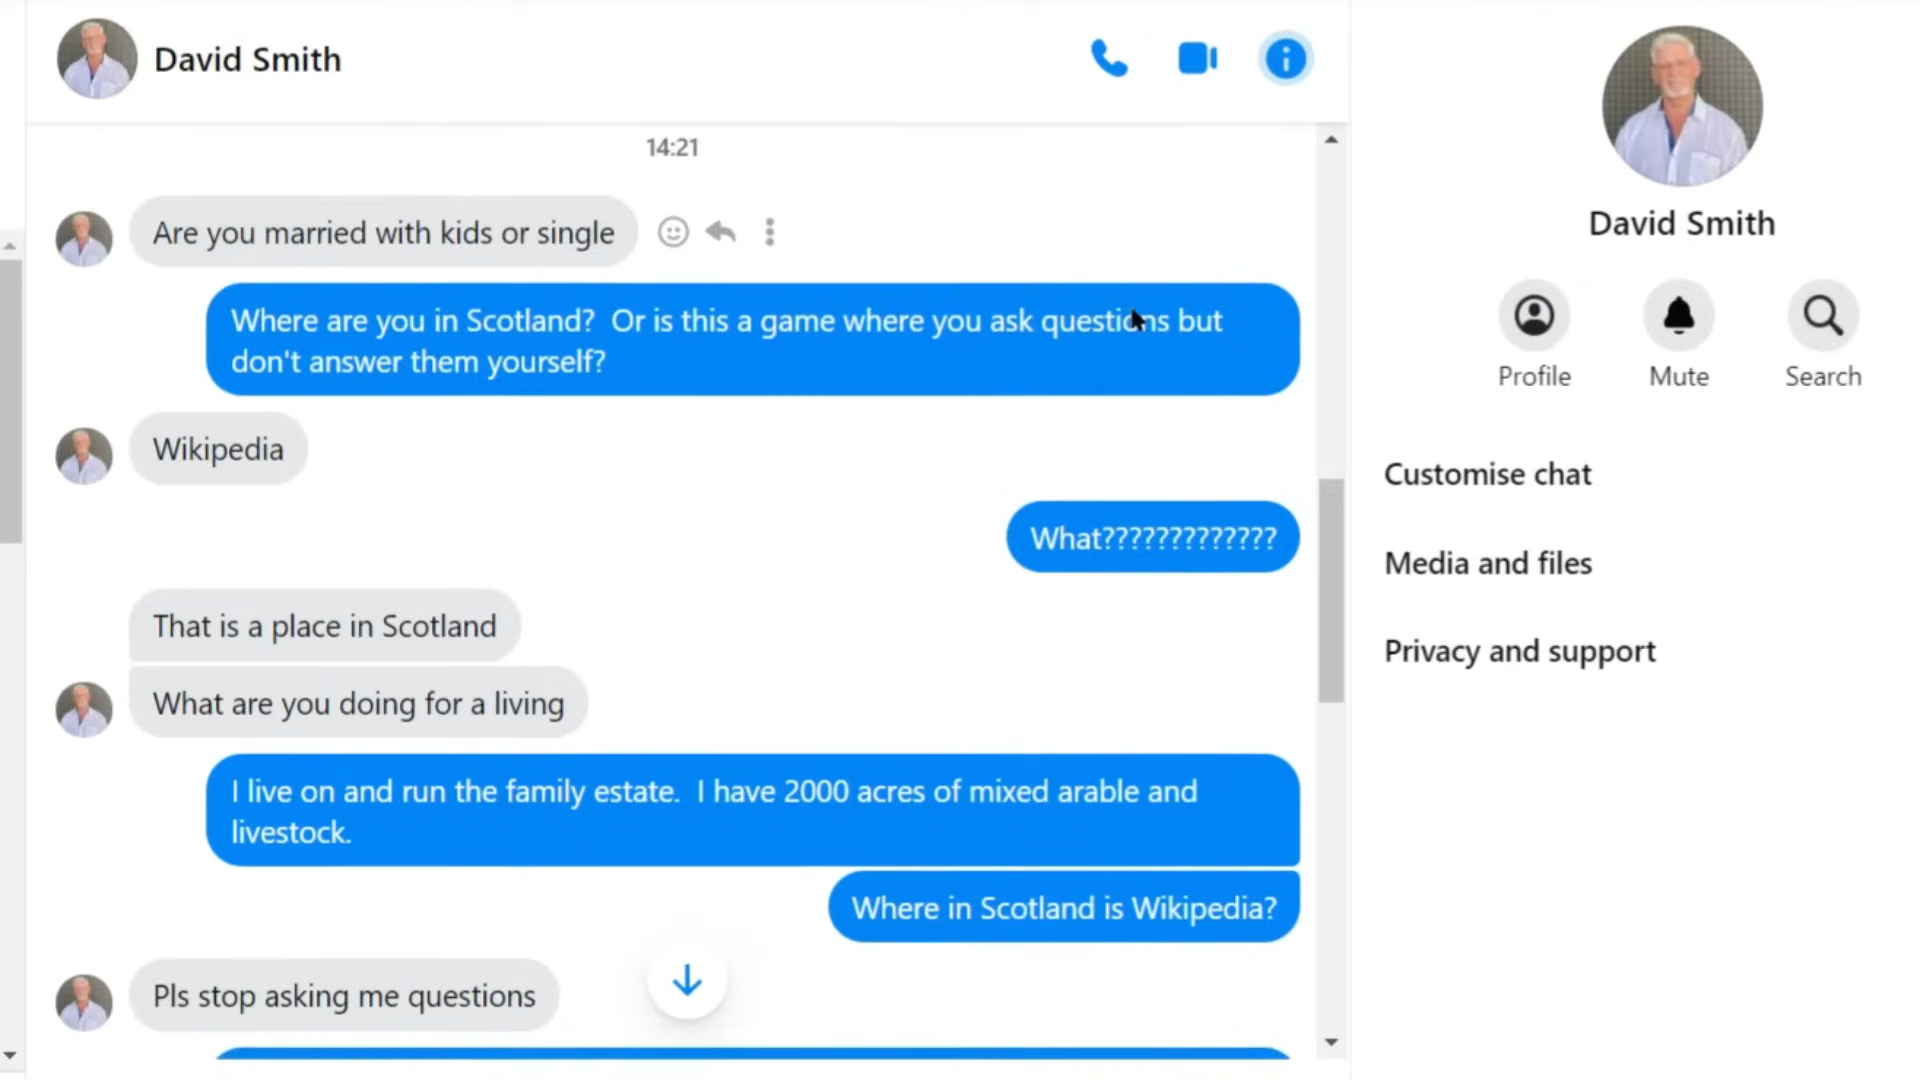 David Smith
14:21
Are you married with kids or single
Where are you in Scotland?  Or is this a game where you ask questions but
don't answer them yourself?
Wikipedia
What?????????????
That is a place in Scotland
What are you doing for a living
I live on and run the family estate.  I have 2000 acres of mixed arable and
livestock.
Where in Scotland is Wikipedia?
Pls stop asking me questions
David Smith
Profile
Mute
Search
Customise chat
Media and files
Privacy and support